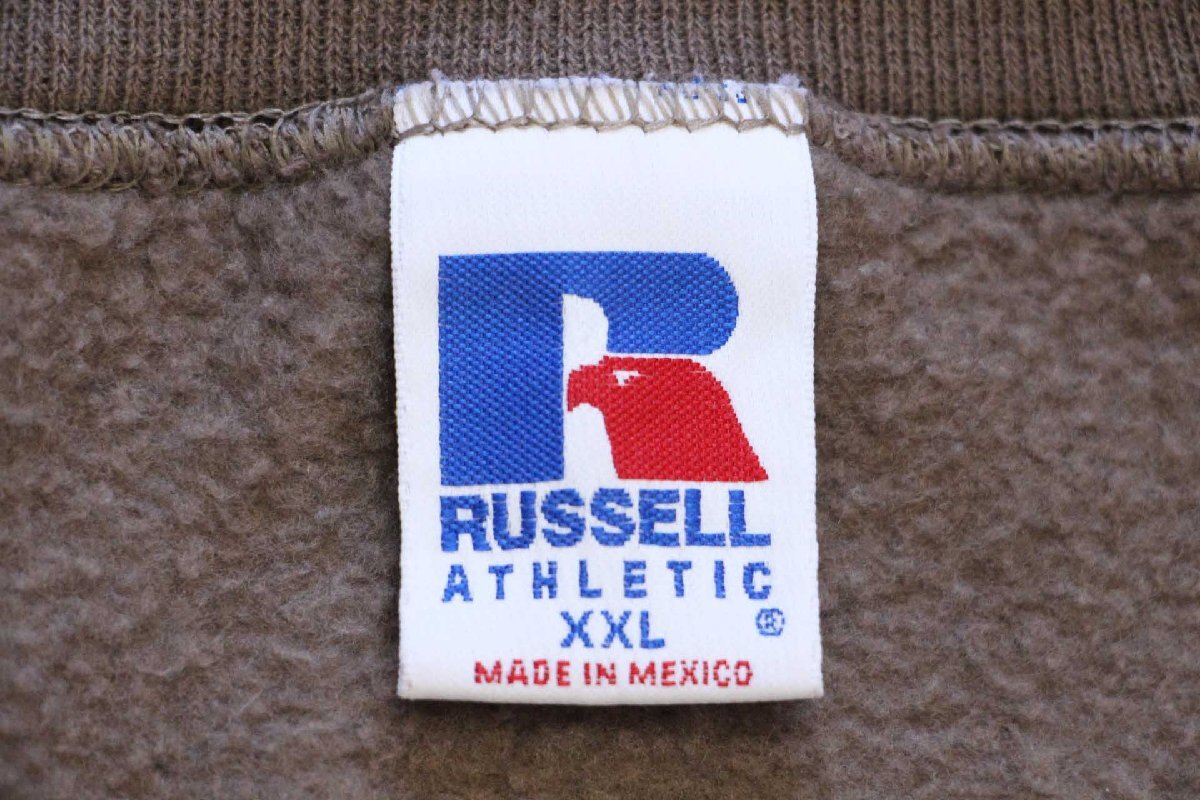 R
RUSSELL
ATHLETIC
XXL ®
MADE IN MEXICO